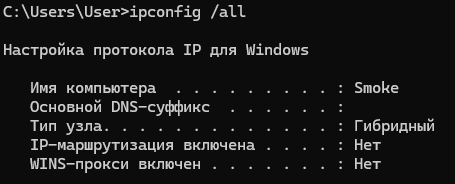 C:\Users\User>ipconfig /all
Настройка протокола IP для Windows
Имя компьютера  . . . . . . . . . : Smoke
Основной DNS-суффикс  . . . . . . :
Тип узла. . . . . . . . . . . . . : Гибридный
IP-маршрутизация включена . . . . : Нет
WINS-прокси включен . . . . . . . : Нет